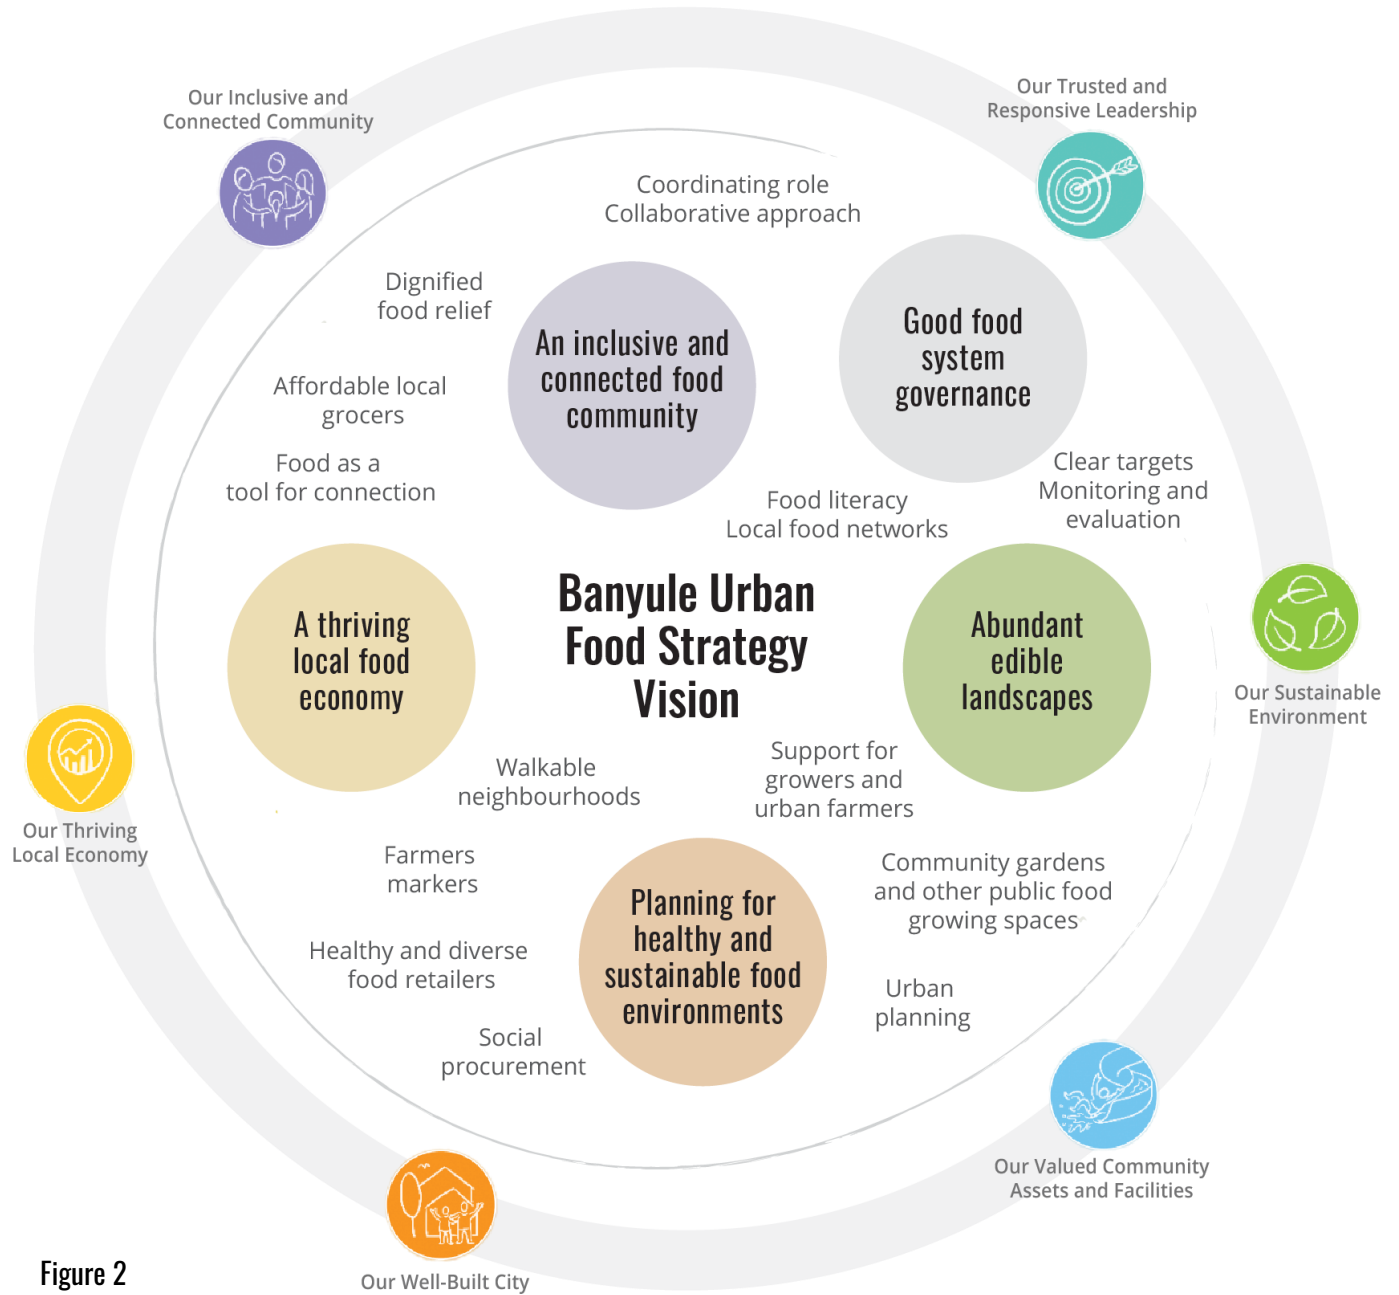 Our Inclusive and
Connected Community
Our Trusted and
Responsive Leadership
Coordinating role
Collaborative approach
Dignified
food relief
An inclusive and
connected food
community
Good food
system
governance
Affordable local
grocers
Food as a
tool for connection
Clear targets
Monitoring and
evaluation
Food literacy
Local food networks
A thriving
local food
economy
Banyule Urban
Food Strategy
Vision
Abundant
edible
landscapes
Our Sustainable
Environment
Walkable
neighbourhoods
Support for
growers and
urban farmers
Our Thriving
Local Economy
Farmers
markers
Community gardens
and other public food
growing spaces
Planning for
healthy and
sustainable food
environments
Healthy and diverse
food retailers
Urban
planning
Social
procurement
Our Valued Community
Assets and Facilities
Our Well-Built City
Figure 2